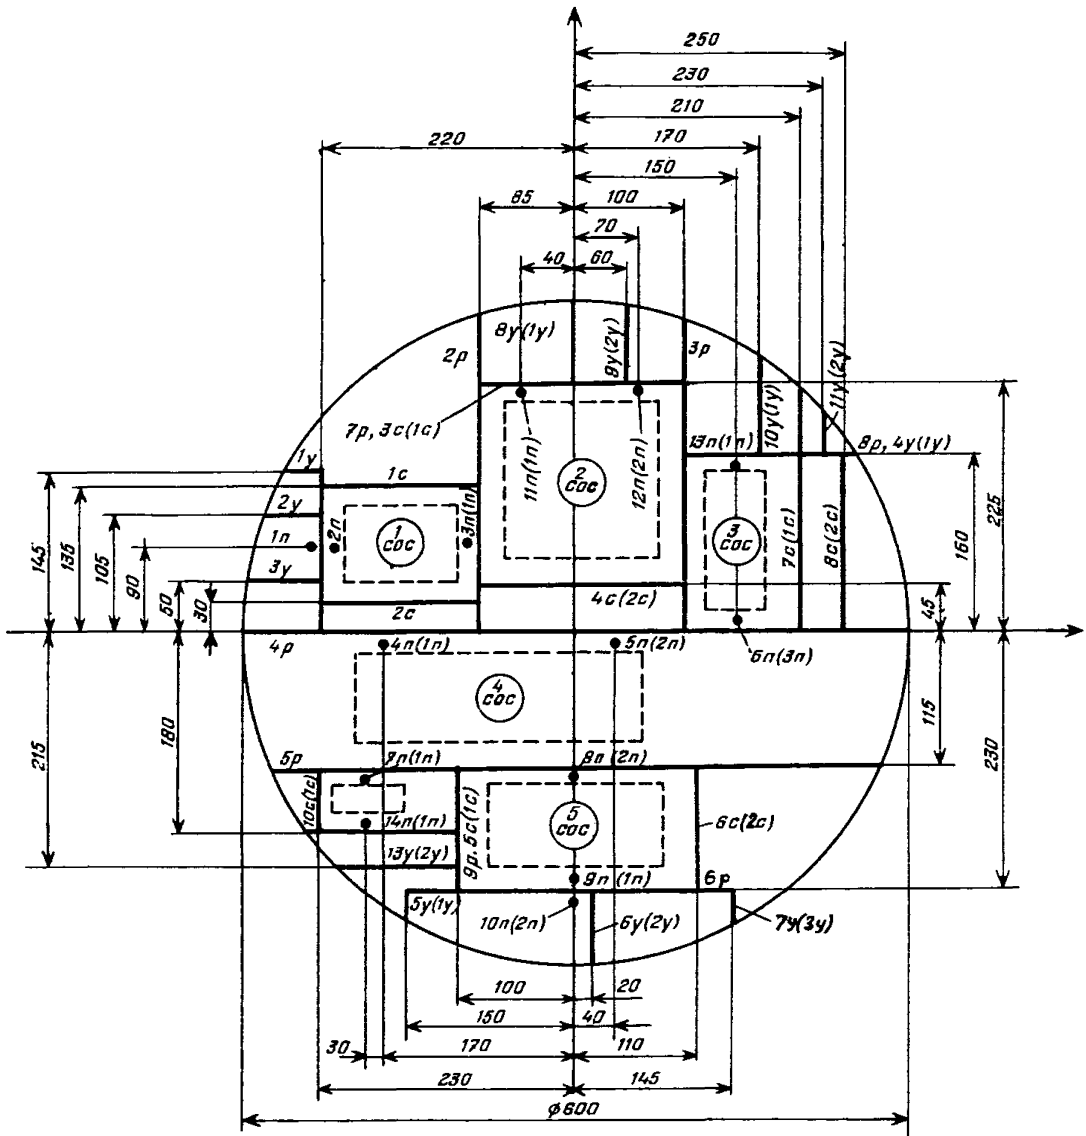 250
230
210
220
170
150
85
100
70
40
60
8у(1у)
9у(2у)
2р
3р
10у(1у)
11у(2у)
7р, 3с(1с)
11п(1п)
12п(2п)
13п(1п)
8р, 4у(1у)
1у
1с
2
сос
2у
2п
1
сос
3п(1п)
3
сос
7с(1с)
8с(2с)
1п
3у
2с
4с(2с)
145
135
105
90
50
30
225
160
45
4р
4п(1п)
5п(2п)
6п(3п)
4
сос
215
180
115
230
5р
7п(1п)
8п(2п)
10с(1с)
14п(1п)
9р. 5с(1с)
5
сос
6с(2с)
13у(2у)
9п(1п)
6р
5у(1у)
10п(2п)
6у(2у)
7у(3у)
100
20
150
40
30
170
110
230
145
ϕ600